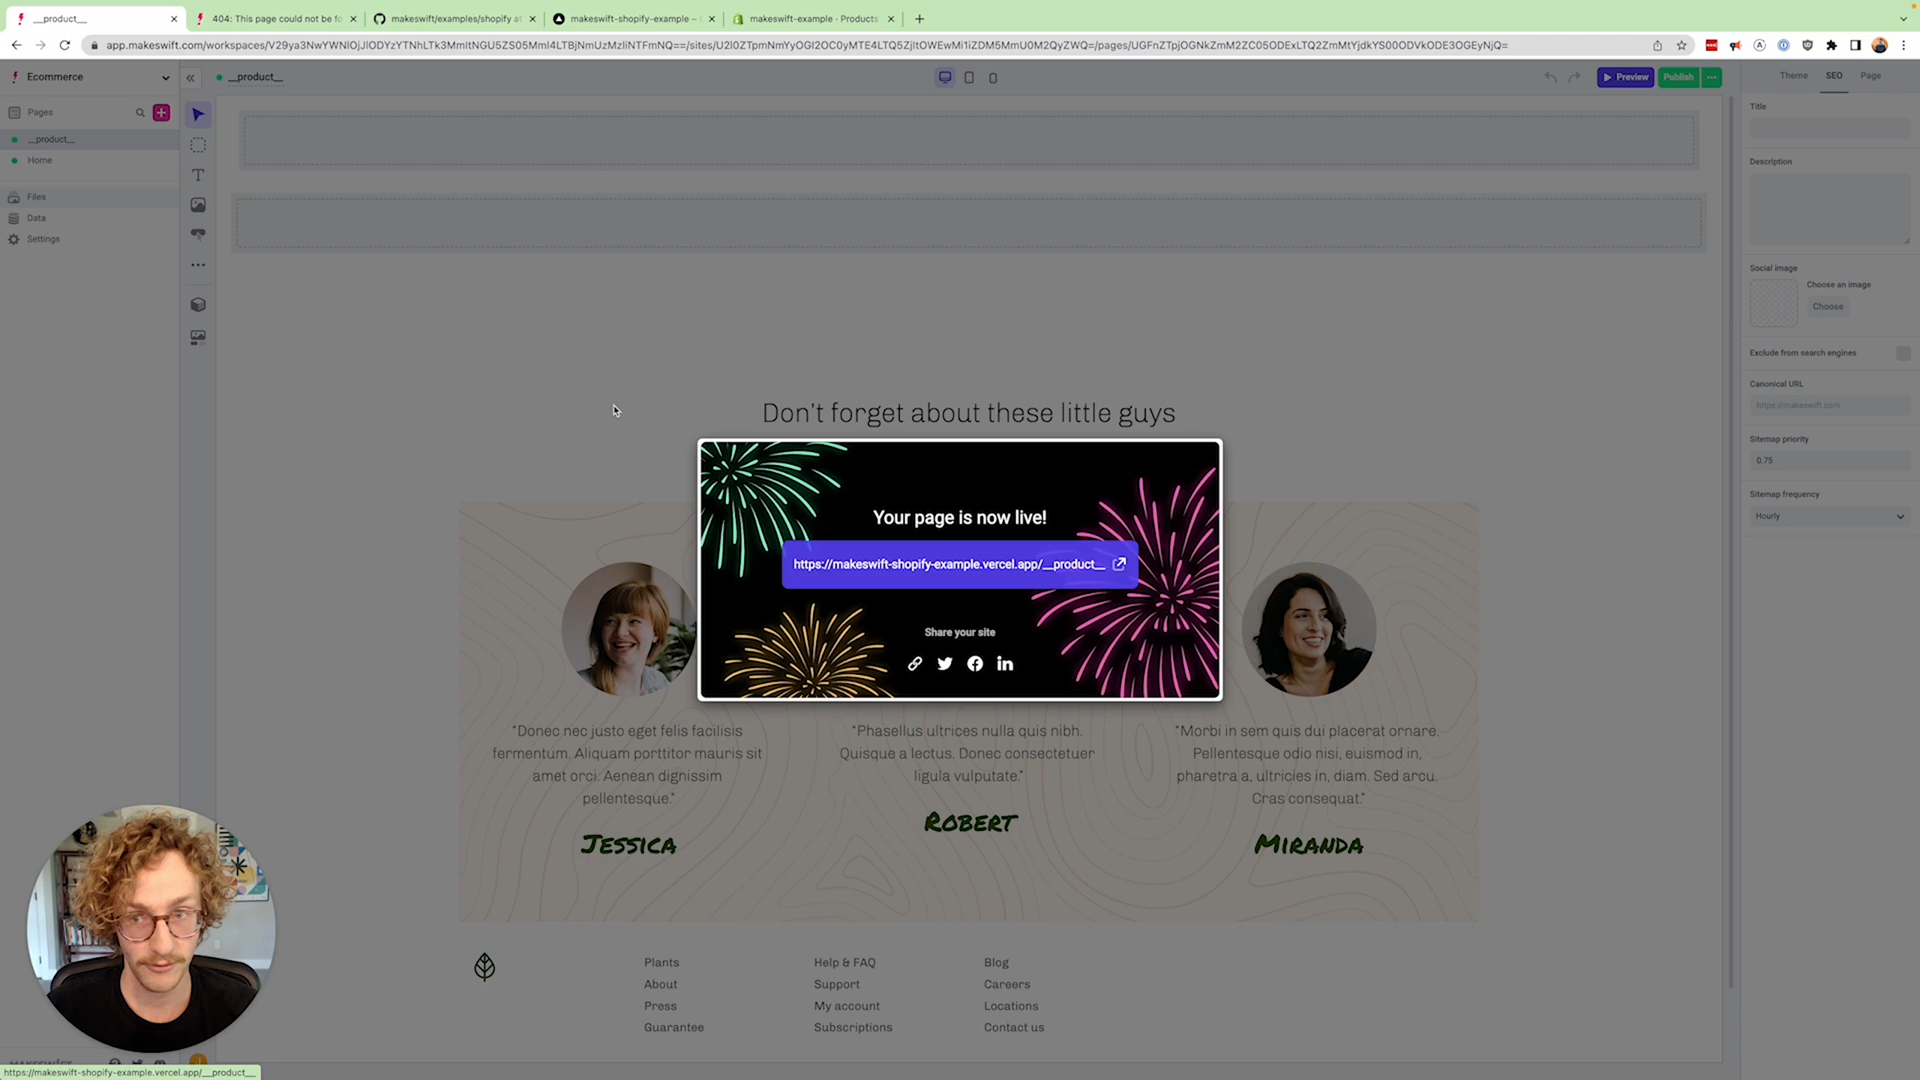 __product__
404: This page could not be fo
makeswift/examples/shopify at
makeswift-shopify-example –
makeswift-example · Products
Ecommerce
__product__
Preview
Publish
Theme
SEO
Page
Pages
__product__
Home
Files
Data
Settings
Title
Description
Social image
Choose an image
Choose
Exclude from search engines
Canonical URL
https://makeswift.com
Sitemap priority
0.75
Sitemap frequency
Hourly
Don't forget about these little guys
Your page is now live!
https://makeswift-shopify-example.vercel.app/__product__
Share your site
"Donec nec justo eget felis facilisis
fermentum. Aliquam porttitor mauris sit
amet orci. Aenean dignissim
pellentesque."
Jessica
"Phasellus ultrices nulla quis nibh.
Quisque a lectus. Donec consectetuer
ligula vulputate."
Robert
"Morbi in sem quis dui placerat ornare.
Pellentesque odio nisi, euismod in,
pharetra a, ultricies in, diam. Sed arcu.
Cras consequat."
Miranda
Plants
About
Press
Guarantee
Help & FAQ
Support
My account
Subscriptions
Blog
Careers
Locations
Contact us
https://makeswift-shopify-example.vercel.app/__product__